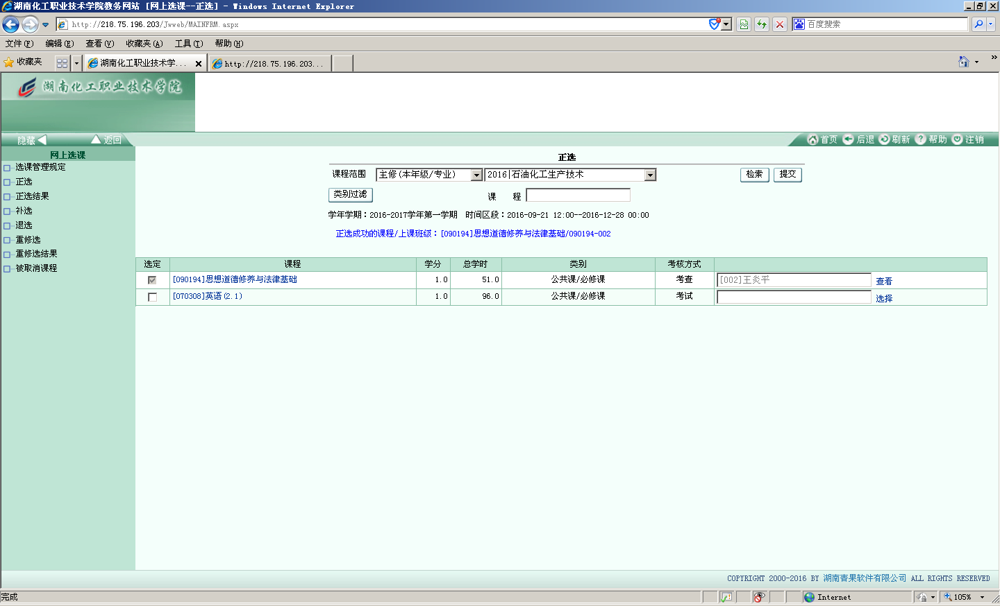 湖南化工职业技术学院教务网站 [网上选课--正选] - Windows Internet Explorer
http://218.75.196.203/Jwweb/MAINFRM.aspx
百度搜索
文件(F) 编辑(E) 查看(V) 收藏夹(A) 工具(T) 帮助(H)
收藏夹 湖南化工职业技术学... http://218.75.196.203...
湖南化工职业技术学院
隐藏 返回 首页 后退 刷新 帮助 注销
网上选课
选课管理规定
正选
正选结果
补选
退选
重修选
重修选结果
被取消课程
正选
课程范围 主修(本年级/专业) 2016|石油化工生产技术 检索 提交
类别过滤 课 程
学年学期：2016-2017学年第一学期 时间区段：2016-09-21 12:00--2016-12-28 00:00
正选成功的课程/上课班级：[090194]思想道德修养与法律基础/090194-002
选定 课程 学分 总学时 类别 考核方式
[090194]思想道德修养与法律基础 1.0 51.0 公共课/必修课 考查 [002]王炎平 查看
[070308]英语(2.1) 1.0 96.0 公共课/必修课 考试 选择
COPYRIGHT 2000-2016 BY 湖南青果软件有限公司 ALL RIGHTS RESERVED
完成 Internet 105%